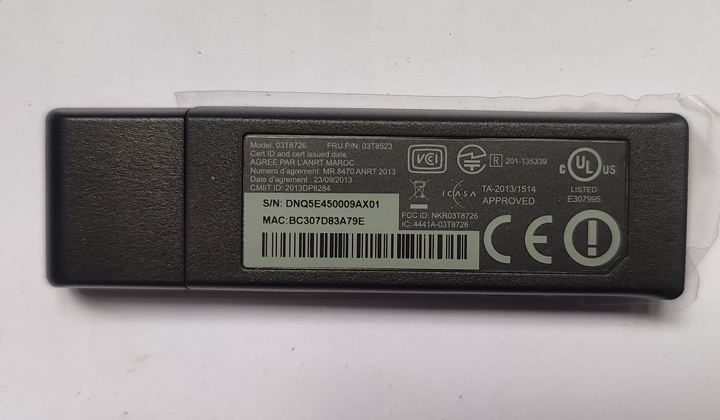 Model: 03T8726 FRU P/N: 03T8523
Cert ID and cert issued date
AGREE PAR L'ANRT MAROC
Numero d'agrement: MR 8470 ANRT 2013
Date d'agrement : 23/09/2013
CMIIT ID: 2013DP8284
S/N: DNQ5E450009AX01
MAC:BC307D83A79E
VCI
R 201-135339
ICASA
TA-2013/1514
APPROVED
FCC ID: NKR03T8726
IC: 4441A-03T8726
c UL US
LISTED
E307995
CE